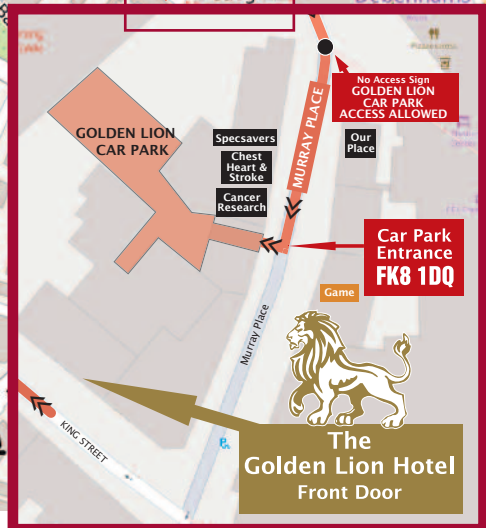 No Access Sign
GOLDEN LION
CAR PARK
ACCESS ALLOWED
GOLDEN LION
CAR PARK
Specsavers
Chest
Heart &
Stroke
Cancer
Research
MURRAY PLACE
Our
Place
Car Park
Entrance
FK8 1DQ
Game
Murray Place
KING STREET
The
Golden Lion Hotel
Front Door